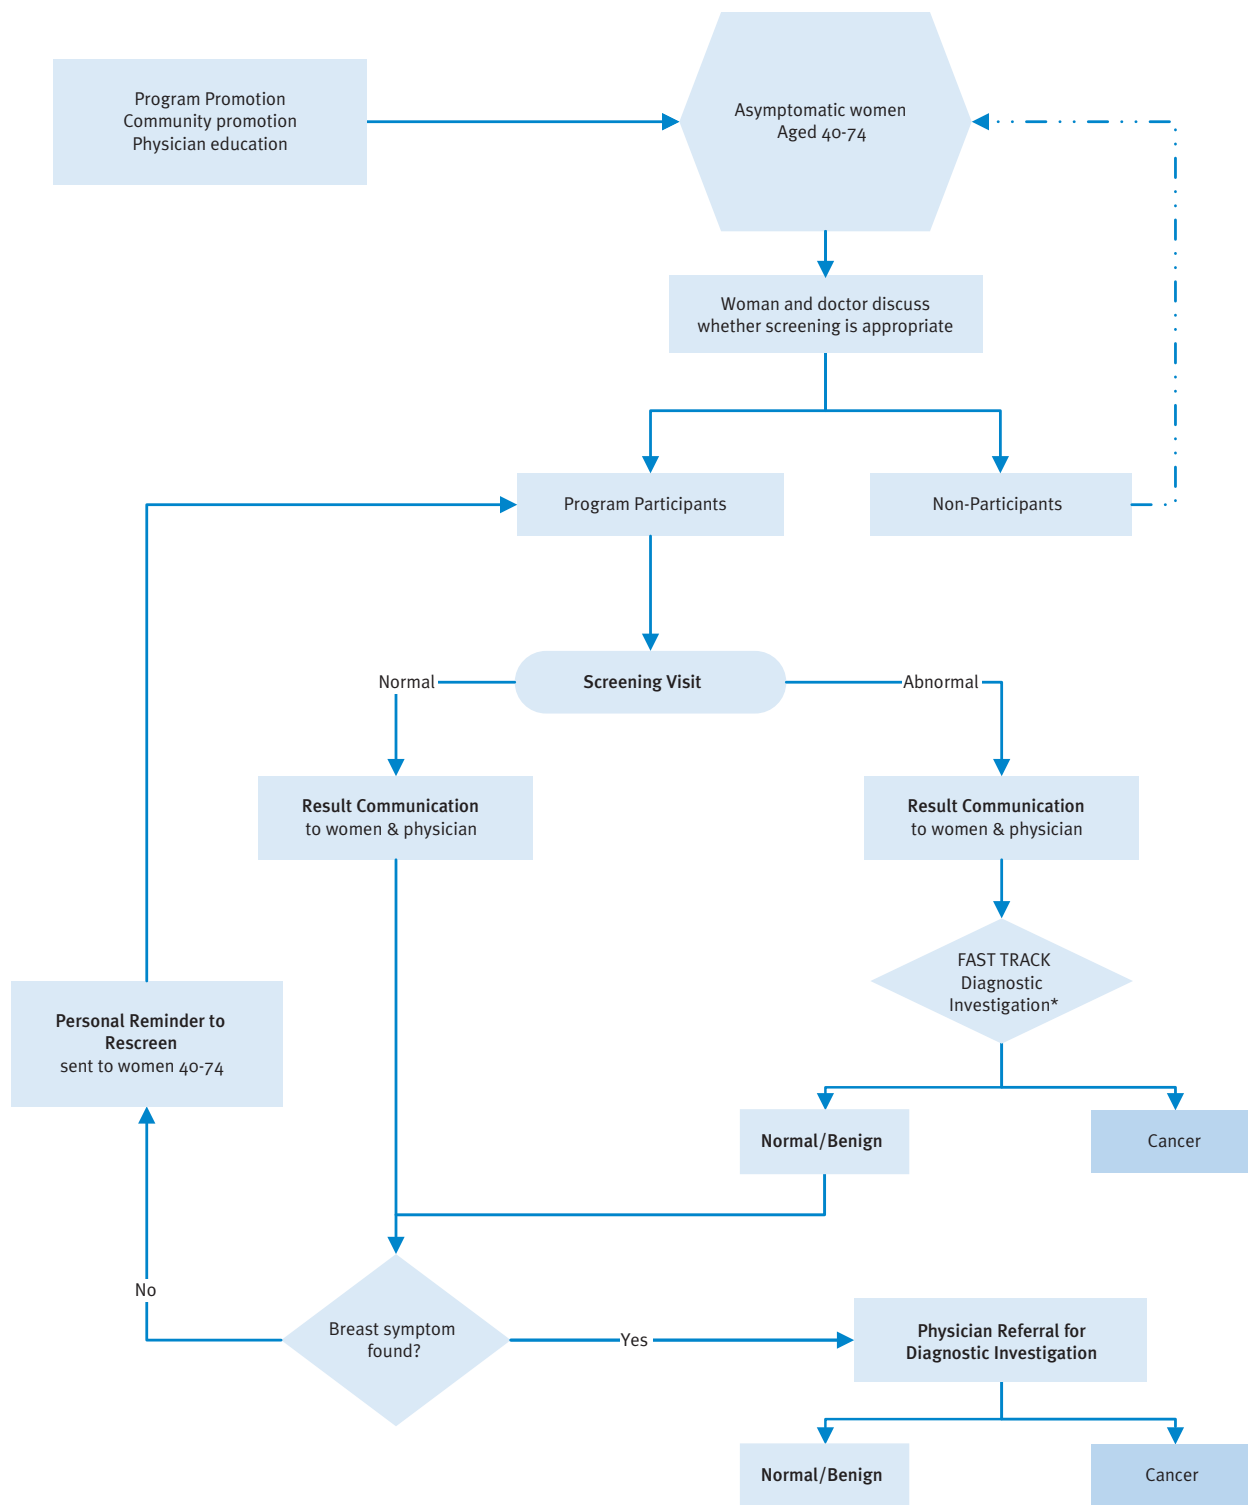 Program Promotion
Community promotion
Physician education
Asymptomatic women
Aged 40-74
Woman and doctor discuss
whether screening is appropriate
Program Participants
Non-Participants
Normal
Screening Visit
Abnormal
Result Communication
to women & physician
Result Communication
to women & physician
FAST TRACK
Diagnostic
Investigation*
Personal Reminder to
Rescreen
sent to women 40-74
Normal/Benign
Cancer
No
Breast symptom
found?
Yes
Physician Referral for
Diagnostic Investigation
Normal/Benign
Cancer